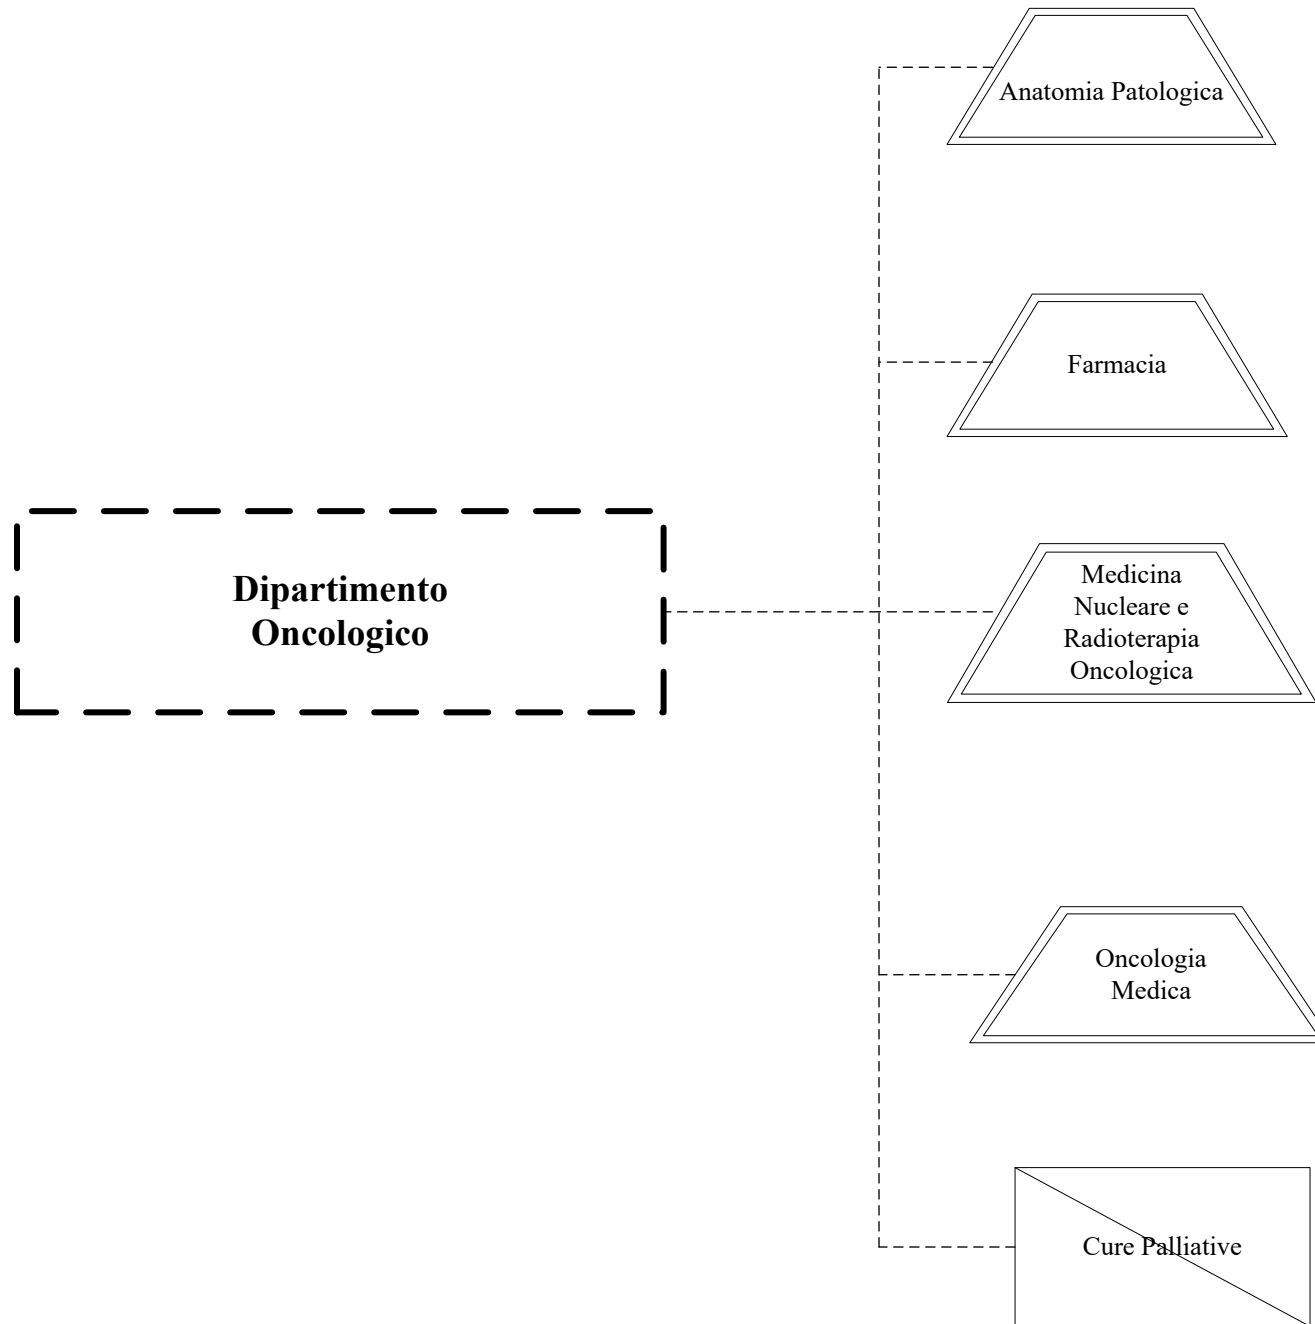 Anatomia Patologica
Farmacia
Dipartimento
Oncologico
Medicina
Nucleare e
Radioterapia
Oncologica
Oncologia
Medica
Cure Palliative